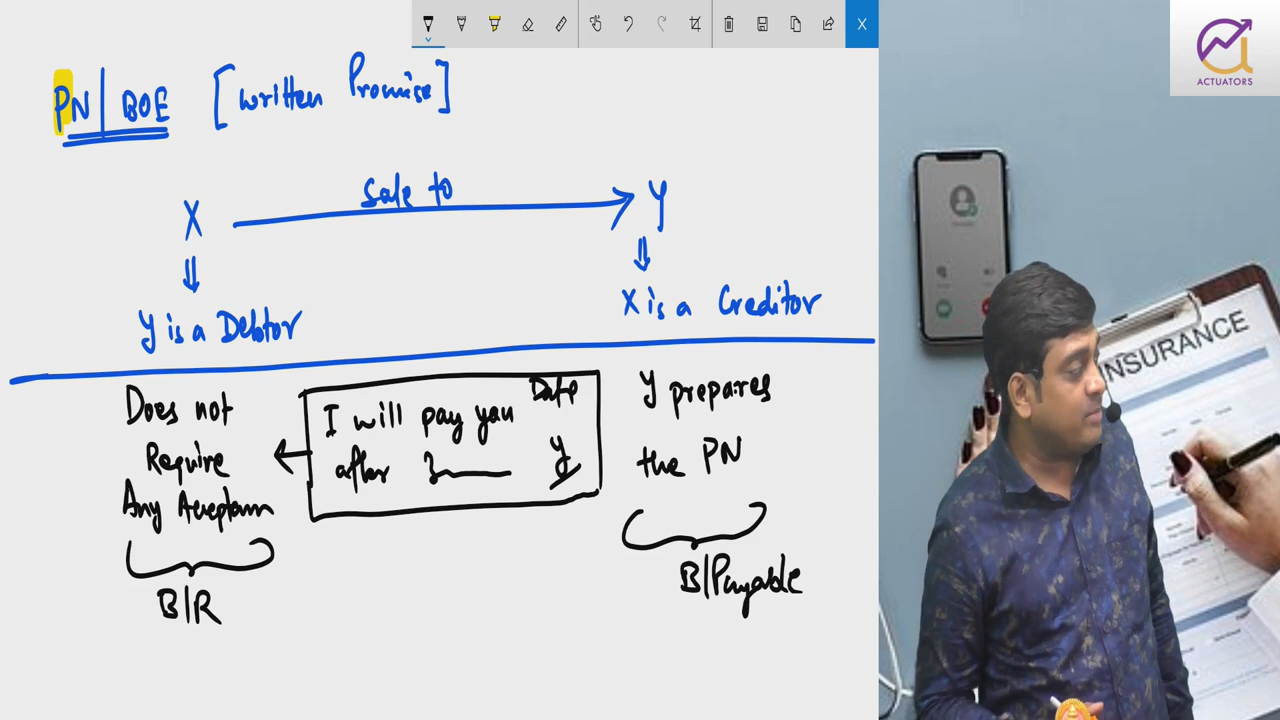 PN | BOE [written Promise]
X Sale to Y
Y is a Debtor
X is a Creditor
Does not
Require
Any
I will pay you Date
after 3 Y
Y prepares
the PN
B/R
B/Payable
ACTUATORS
INSURANCE
X